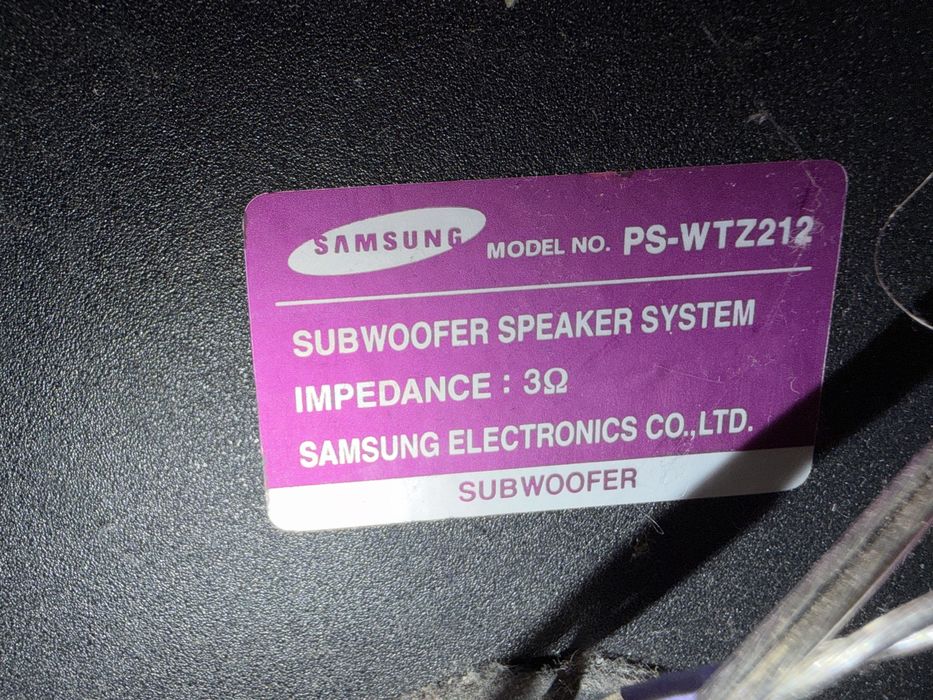 SAMSUNG MODEL NO. PS-WTZ212
SUBWOOFER SPEAKER SYSTEM
IMPEDANCE : 3Ω
SAMSUNG ELECTRONICS CO.,LTD.
SUBWOOFER